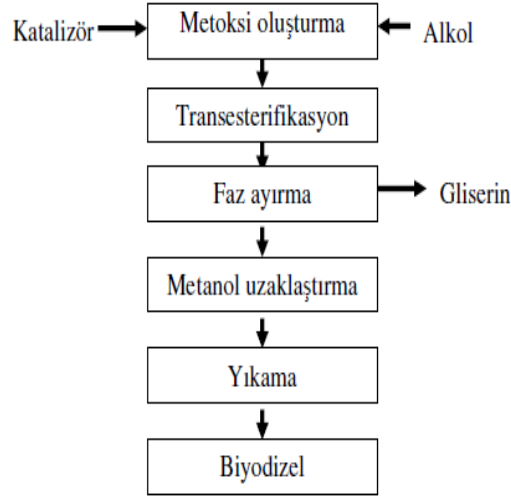 Katalizör
Metoksi oluşturma
Alkol
Transesterifikasyon
Faz ayırma
Gliserin
Metanol uzaklaştırma
Yıkama
Biyodizel